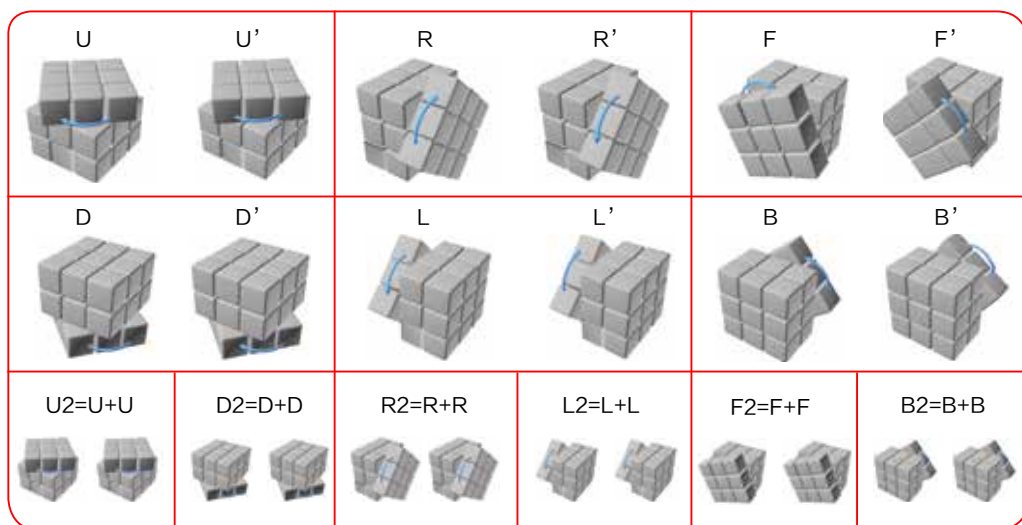 U U’ R R’ F F’
D D’ L L’ B B’
U2=U+U D2=D+D R2=R+R L2=L+L F2=F+F B2=B+B